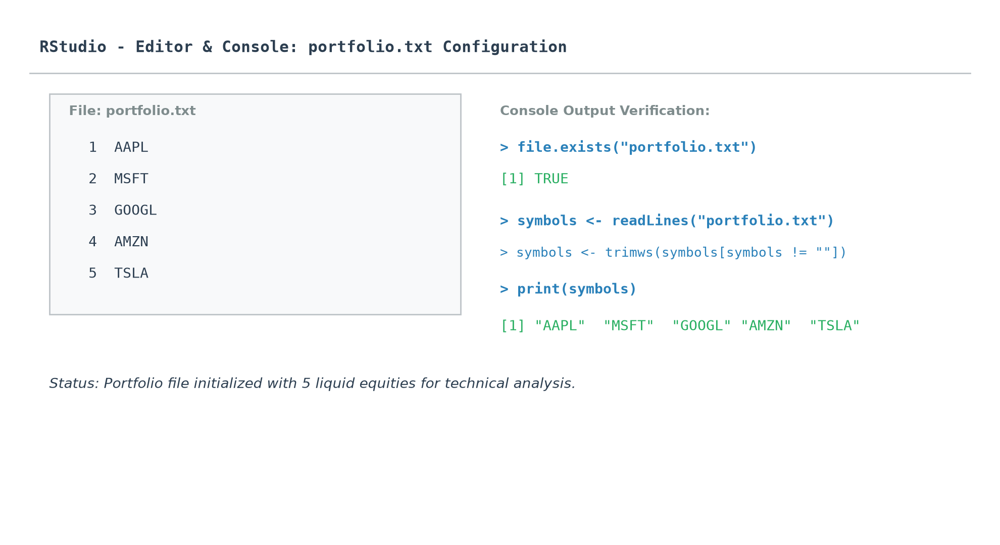 RStudio - Editor & Console: portfolio.txt Configuration
File: portfolio.txt
1 AAPL
2 MSFT
3 GOOGL
4 AMZN
5 TSLA
Console Output Verification:
> file.exists("portfolio.txt")
[1] TRUE
> symbols <- readLines("portfolio.txt")
> symbols <- trimws(symbols[symbols != ""])
> print(symbols)
[1] "AAPL"  "MSFT"  "GOOGL" "AMZN"  "TSLA"
Status: Portfolio file initialized with 5 liquid equities for technical analysis.